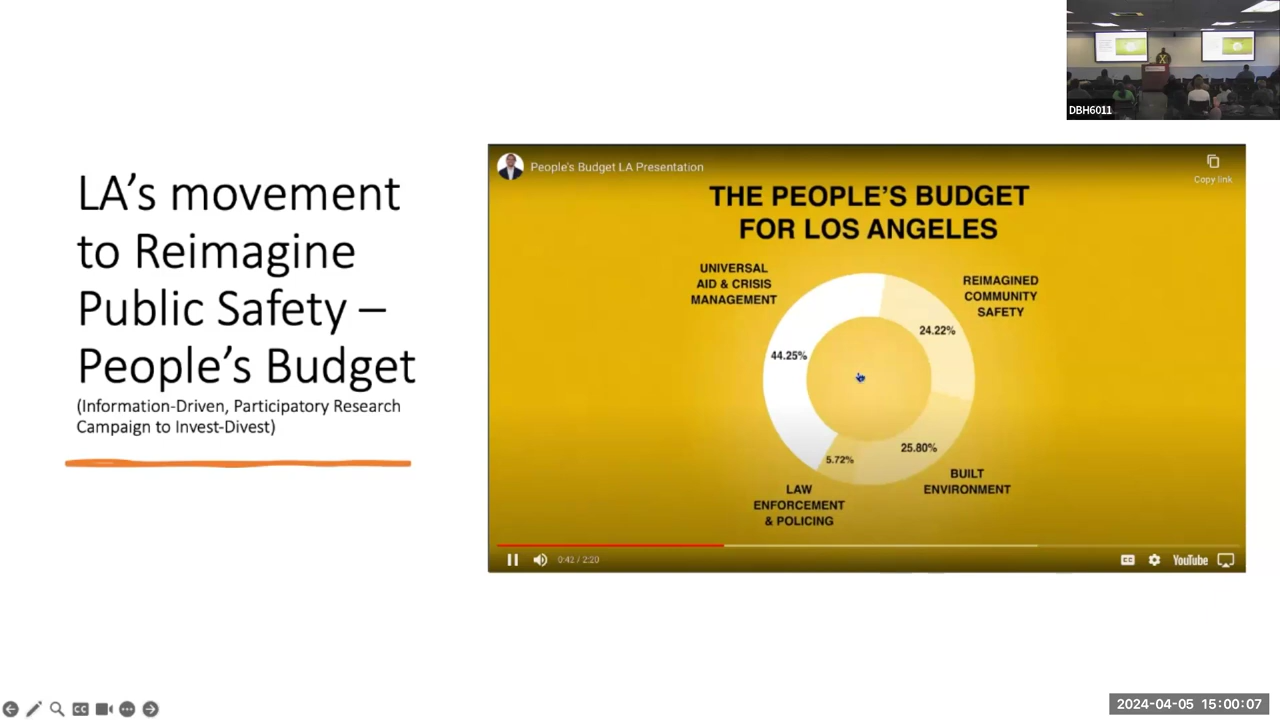 DBH6011
LA’s movement
to Reimagine
Public Safety –
People’s Budget
(Information-Driven, Participatory Research
Campaign to Invest-Divest)
People's Budget LA Presentation
Copy link
THE PEOPLE’S BUDGET
FOR LOS ANGELES
UNIVERSAL
AID & CRISIS
MANAGEMENT
REIMAGINED
COMMUNITY
SAFETY
24.22%
44.25%
25.80%
5.72%
BUILT
ENVIRONMENT
LAW
ENFORCEMENT
& POLICING
0:42 / 2:20
CC
YouTube
CC
2024-04-05 15:00:07